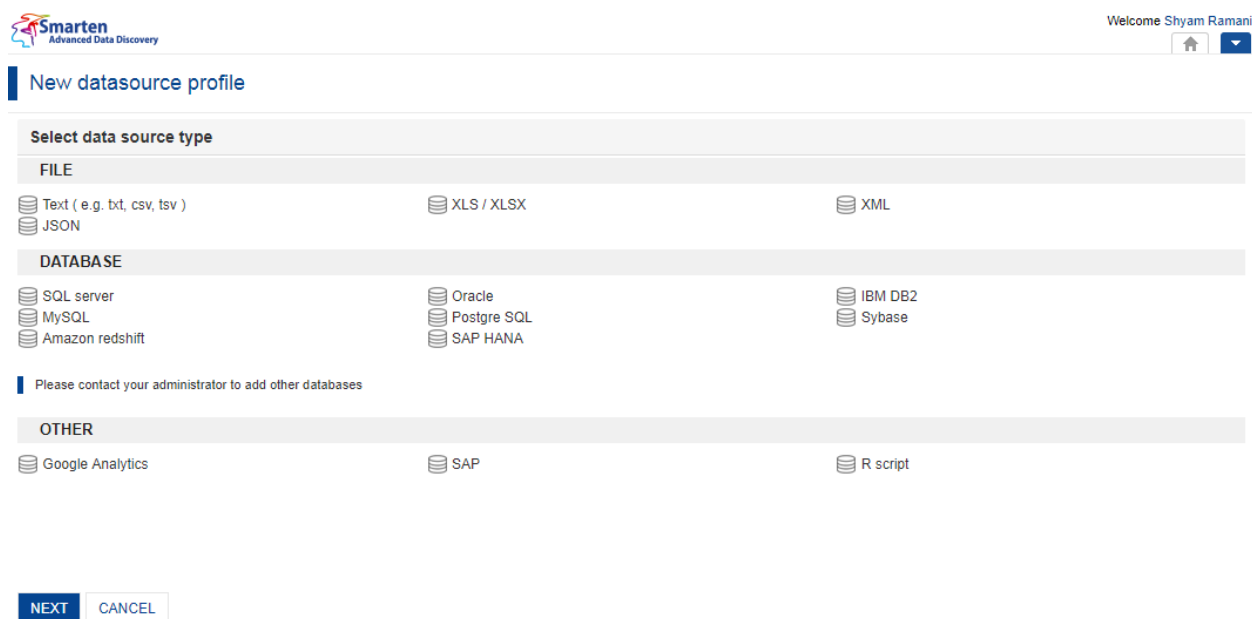 Smarten
Advanced Data Discovery
Welcome Shyam Ramani
New datasource profile
Select data source type
FILE
Text ( e.g. txt, csv, tsv ) XLS / XLSX XML
JSON
DATABASE
SQL server Oracle IBM DB2
MySQL Postgre SQL Sybase
Amazon redshift SAP HANA
Please contact your administrator to add other databases
OTHER
Google Analytics SAP R script
NEXT CANCEL